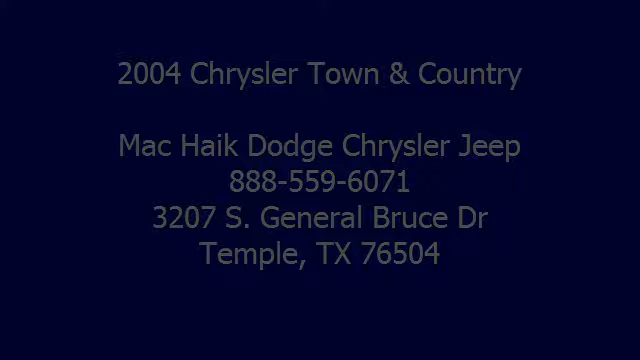 2004 Chrysler Town & Country
Mac Haik Dodge Chrysler Jeep
888-559-6071
3207 S. General Bruce Dr
Temple, TX 76504